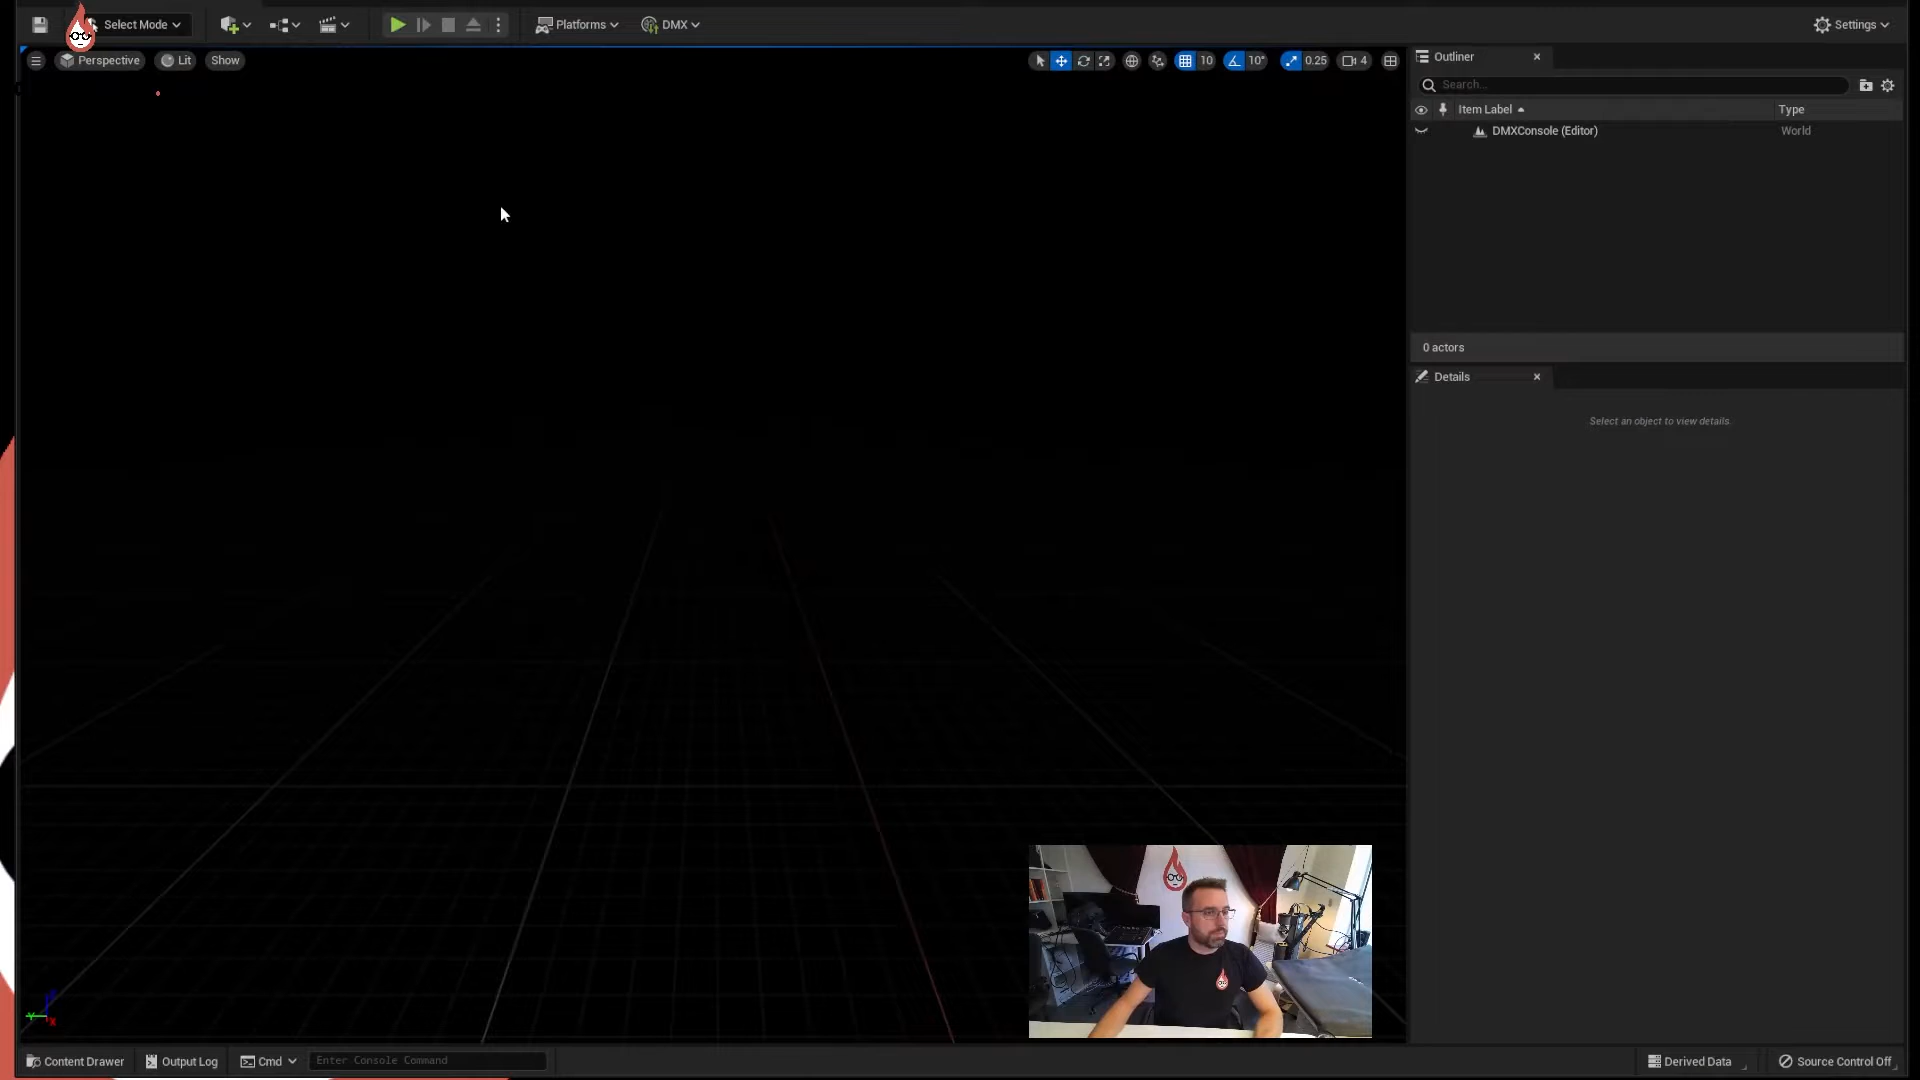 Select Mode
Platforms
DMX
Settings
Perspective
Lit
Show
10
10°
0.25
4
Outliner
Search...
Item Label
Type
DMXConsole (Editor)
World
0 actors
Details
Select an object to view details.
Y
X
Content Drawer
Output Log
Cmd
Enter Console Command
Derived Data
Source Control Off